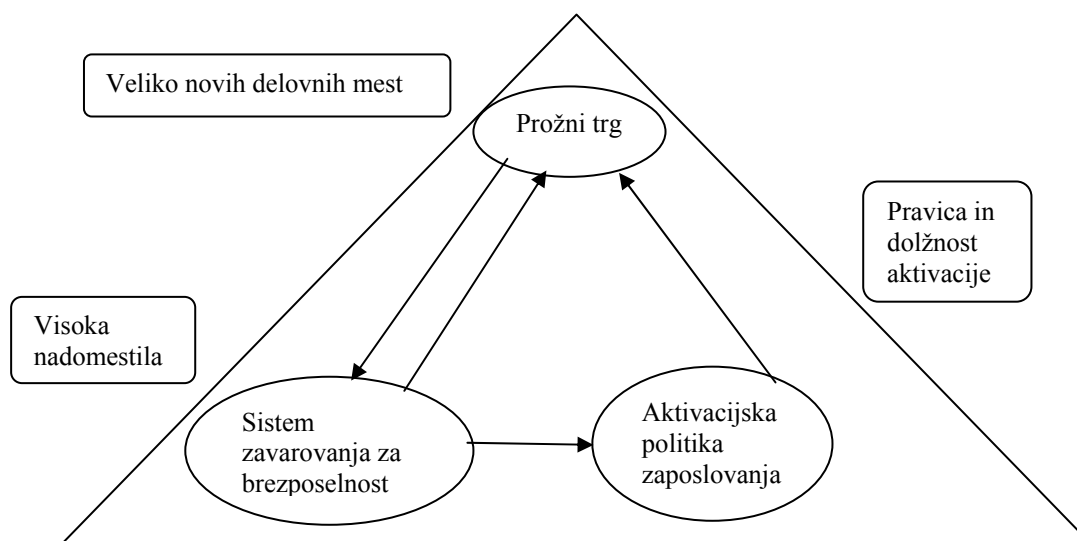 Veliko novih delovnih mest
Prožni trg
Pravica in
dolžnost
aktivacije
Visoka
nadomestila
Sistem
zavarovanja za
brezposelnost
Aktivacijska
politika
zaposlovanja